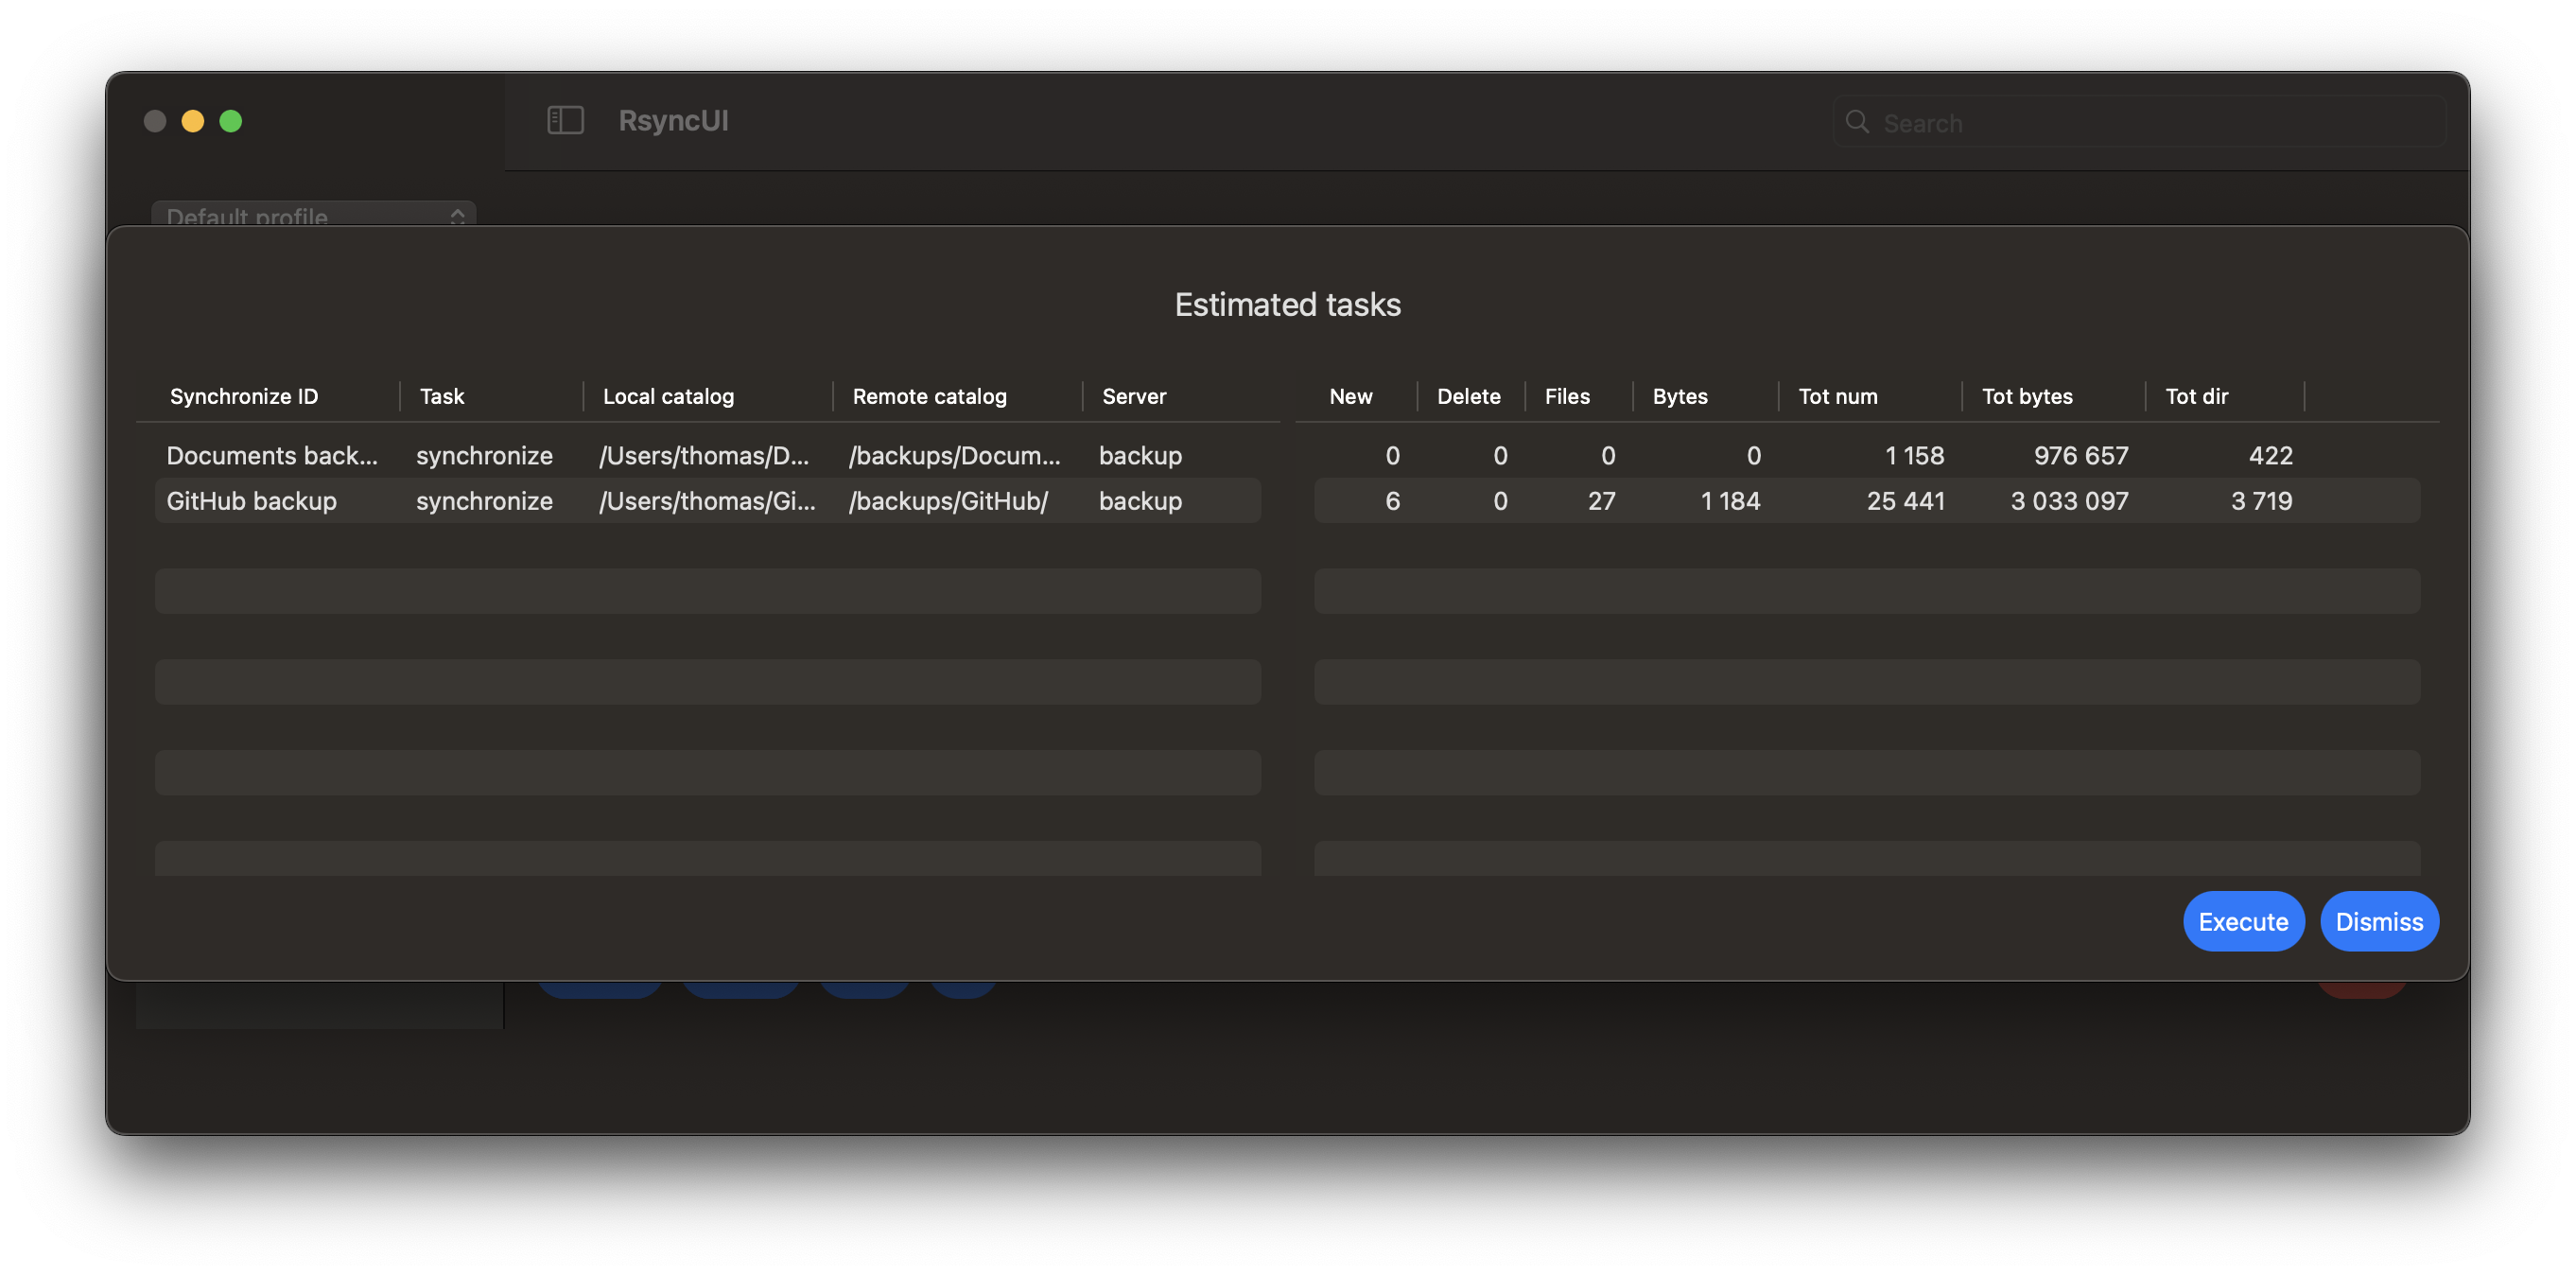 RsyncUI
Search
Default profile
Estimated tasks
Synchronize ID Task Local catalog Remote catalog Server New Delete Files Bytes Tot num Tot bytes Tot dir
Documents back... synchronize /Users/thomas/D... /backups/Docum... backup 0 0 0 0 1 158 976 657 422
GitHub backup synchronize /Users/thomas/Gi... /backups/GitHub/ backup 6 0 27 1 184 25 441 3 033 097 3 719
Execute Dismiss